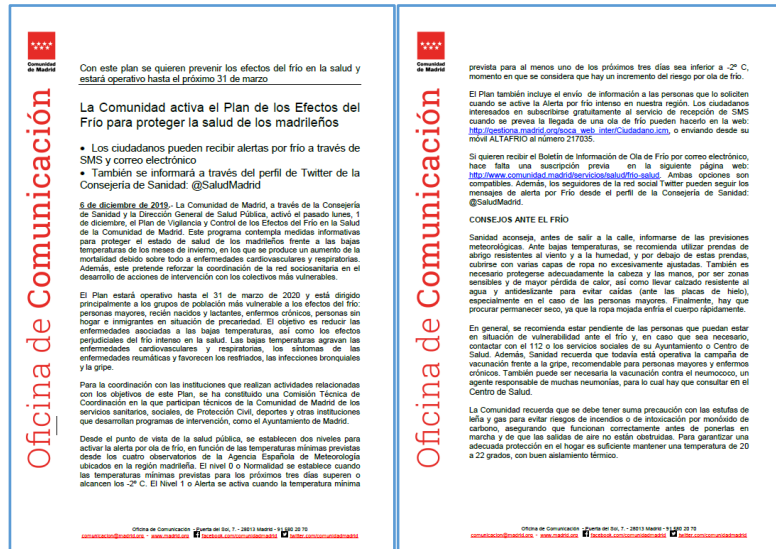 Comunidad
de Madrid
Oficina de Comunicación
Con este plan se quieren prevenir los efectos del frío en la salud y
estará operativo hasta el próximo 31 de marzo
La Comunidad activa el Plan de los Efectos del
Frío para proteger la salud de los madrileños
• Los ciudadanos pueden recibir alertas por frío a través de
SMS y correo electrónico
• También se informará a través del perfil de Twitter de la
Consejería de Sanidad: @SaludMadrid
6 de diciembre de 2019.- La Comunidad de Madrid, a través de la Consejería
de Sanidad y la Dirección General de Salud Pública, activó el pasado lunes, 1
de diciembre, el Plan de Vigilancia y Control de los Efectos del Frío en la Salud
de la Comunidad de Madrid. Este programa contempla medidas informativas
para proteger el estado de salud de los madrileños frente a las bajas
temperaturas de los meses de invierno, en los que se produce un aumento de la
mortalidad debido sobre todo a enfermedades cardiovasculares y respiratorias.
Además, este pretende reforzar la coordinación de la red sociosanitaria en el
desarrollo de acciones de intervención con los colectivos más vulnerables.
El Plan estará operativo hasta el 31 de marzo de 2020 y está dirigido
principalmente a los grupos de población más vulnerable a los efectos del frío:
personas mayores, recién nacidos y lactantes, enfermos crónicos, personas sin
hogar e inmigrantes en situación de precariedad. El objetivo es reducir las
enfermedades asociadas a las bajas temperaturas, así como los efectos
perjudiciales del frío intenso en la salud. Las bajas temperaturas agravan las
enfermedades cardiovasculares y respiratorias, los síntomas de las
enfermedades reumáticas y favorecen los resfriados, las infecciones bronquiales
y la gripe.
Para la coordinación con las instituciones que realizan actividades relacionadas
con los objetivos de este Plan, se ha constituido una Comisión Técnica de
Coordinación en la que participan técnicos de la Comunidad de Madrid de los
servicios sanitarios, sociales, de Protección Civil, deportes y otras instituciones
que desarrollan programas de intervención, como el Ayuntamiento de Madrid.
Desde el punto de vista de la salud pública, se establecen dos niveles para
activar la alerta por ola de frío, en función de las temperaturas mínimas previstas
desde los cuatro observatorios de la Agencia Española de Meteorología
ubicados en la región madrileña. El nivel 0 o Normalidad se establece cuando
las temperaturas mínimas previstas para los próximos tres días superen o
alcancen los -2º C. El Nivel 1 o Alerta se activa cuando la temperatura mínima
Oficina de Comunicación - Puerta del Sol, 7. - 28013 Madrid - 91 580 20 70
comunicacion@madrid.org - www.madrid.org facebook.com/comunidadmadrid twitter.com/comunidadmadrid
Comunidad
de Madrid
Oficina de Comunicación
prevista para al menos uno de los próximos tres días sea inferior a -2º C,
momento en que se considera que hay un incremento del riesgo por ola de frío.
El Plan también incluye el envío de información a las personas que lo soliciten
cuando se active la Alerta por frío intenso en nuestra región. Los ciudadanos
interesados en subscribirse gratuitamente al servicio de recepción de SMS
cuando se prevea la llegada de una ola de frío pueden hacerlo en la web:
http://gestiona.madrid.org/soca_web_inter/Ciudadano.icm, o enviando desde su
móvil ALTAFRIO al número 217035.
Si quieren recibir el Boletín de Información de Ola de Frío por correo electrónico,
hace falta una suscripción previa en la siguiente página web:
http://www.comunidad.madrid/servicios/salud/frio-salud. Ambas opciones son
compatibles. Además, los seguidores de la red social Twitter pueden seguir los
mensajes de alerta por Frío desde el perfil de la Consejería de Sanidad:
@SaludMadrid.
CONSEJOS ANTE EL FRÍO
Sanidad aconseja, antes de salir a la calle, informarse de las previsiones
meteorológicas. Ante bajas temperaturas, se recomienda utilizar prendas de
abrigo resistentes al viento y a la humedad, y por debajo de estas prendas,
cubrirse con varias capas de ropa no excesivamente ajustadas. También es
necesario protegerse adecuadamente la cabeza y las manos, por ser zonas
sensibles y de mayor pérdida de calor, así como llevar calzado resistente al
agua y antideslizante para evitar caídas (ante las placas de hielo),
especialmente en el caso de las personas mayores. Finalmente, hay que
procurar permanecer seco, ya que la ropa mojada enfría el cuerpo rápidamente.
En general, se recomienda estar pendiente de las personas que puedan estar
en situación de vulnerabilidad ante el frío y, en caso que sea necesario,
contactar con el 112 o los servicios sociales de su Ayuntamiento o Centro de
Salud. Además, Sanidad recuerda que todavía está operativa la campaña de
vacunación frente a la gripe, recomendable para personas mayores y enfermos
crónicos. También puede ser necesaria la vacunación contra el neumococo, un
agente responsable de muchas neumonías, para lo cual hay que consultar en el
Centro de Salud.
La Comunidad recuerda que se debe tener suma precaución con las estufas de
leña y gas para evitar riesgos de incendios o de intoxicación por monóxido de
carbono, asegurando que funcionan correctamente antes de ponerlas en
marcha y de que las salidas de aire no están obstruidas. Para garantizar una
adecuada protección en el hogar es suficiente mantener una temperatura de 20
a 22 grados, con buen aislamiento térmico.
Oficina de Comunicación - Puerta del Sol, 7. - 28013 Madrid - 91 580 20 70
comunicacion@madrid.org - www.madrid.org facebook.com/comunidadmadrid twitter.com/comunidadmadrid